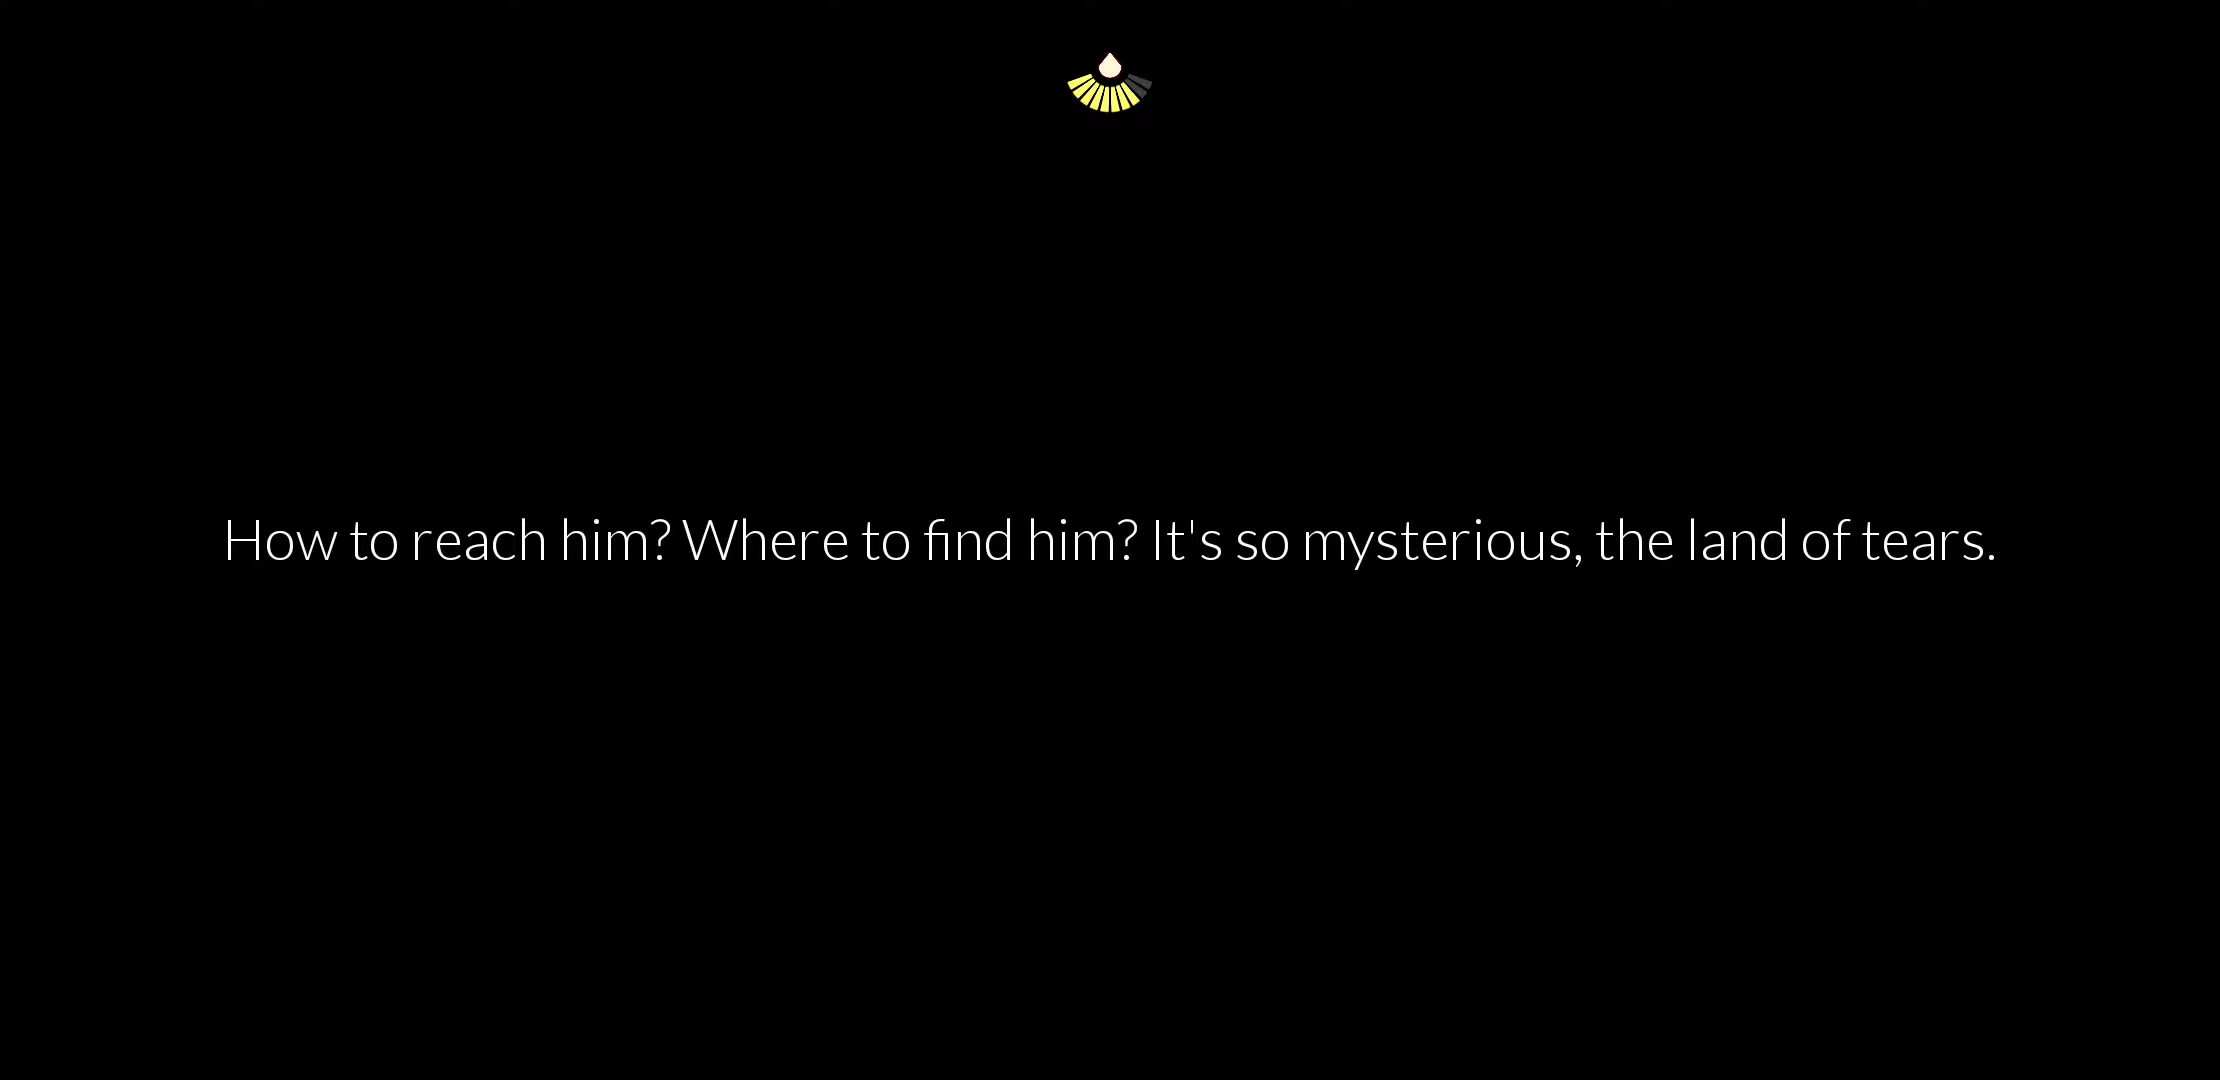 How to reach him? Where to find him? It's so mysterious, the land of tears.